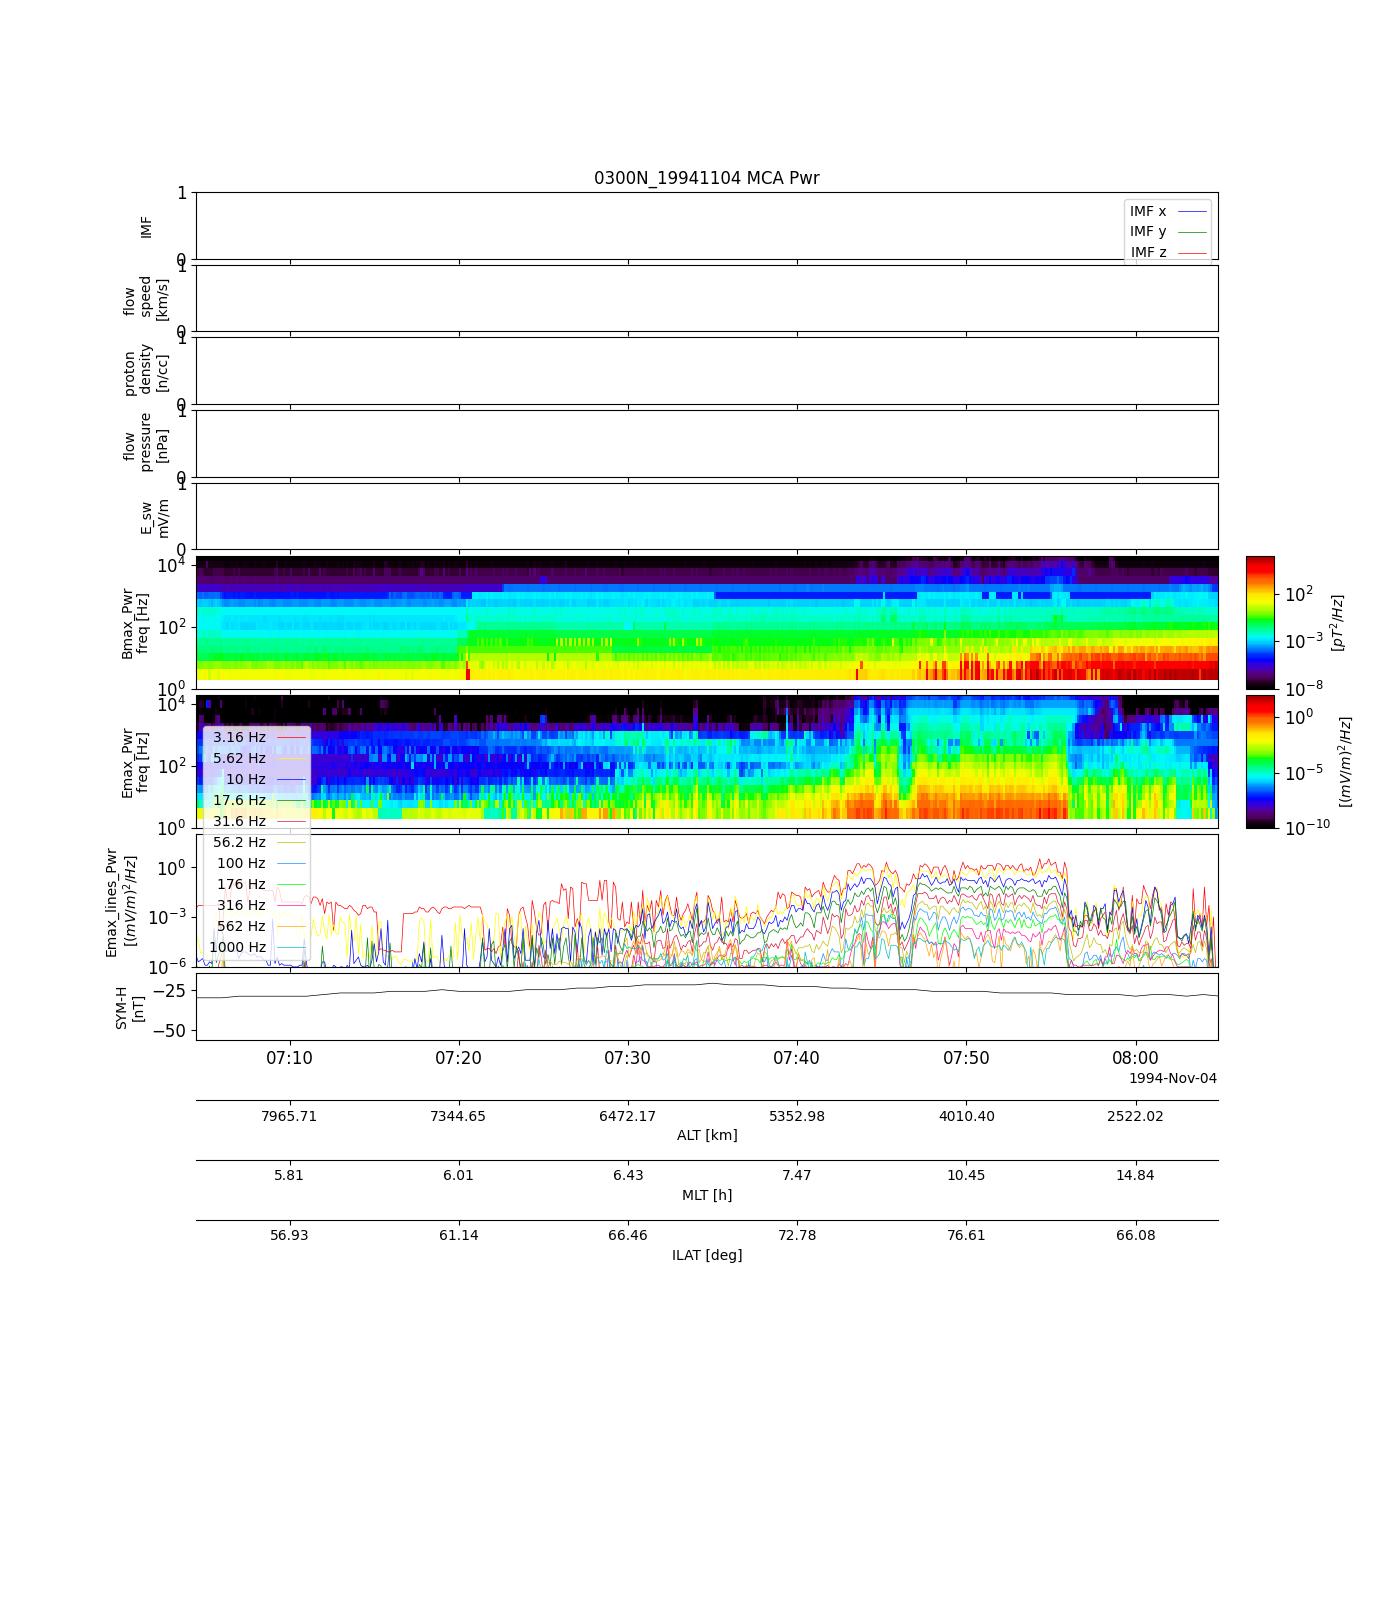 0300N_19941104 MCA Pwr
1
IMF
0
IMF x
IMF y
IMF z
1
flow
speed
[km/s]
0
1
proton
density
[n/cc]
0
1
flow
pressure
[nPa]
0
1
E_sw
mV/m
0
10^4
10^2
10^0
Bmax_Pwr
freq [Hz]
10^2
10^-3
10^-8
[pT^2/Hz]
10^4
10^2
10^0
Emax_Pwr
freq [Hz]
10^0
10^-5
10^-10
[(mV/m)^2/Hz]
3.16 Hz
5.62 Hz
10 Hz
17.6 Hz
31.6 Hz
56.2 Hz
100 Hz
176 Hz
316 Hz
562 Hz
1000 Hz
10^0
10^-3
10^-6
Emax_lines_Pwr
[(mV/m)^2/Hz]
−25
−50
SYM-H
[nT]
07:10 07:20 07:30 07:40 07:50 08:00
1994-Nov-04
7965.71 7344.65 6472.17 5352.98 4010.40 2522.02
ALT [km]
5.81 6.01 6.43 7.47 10.45 14.84
MLT [h]
56.93 61.14 66.46 72.78 76.61 66.08
ILAT [deg]